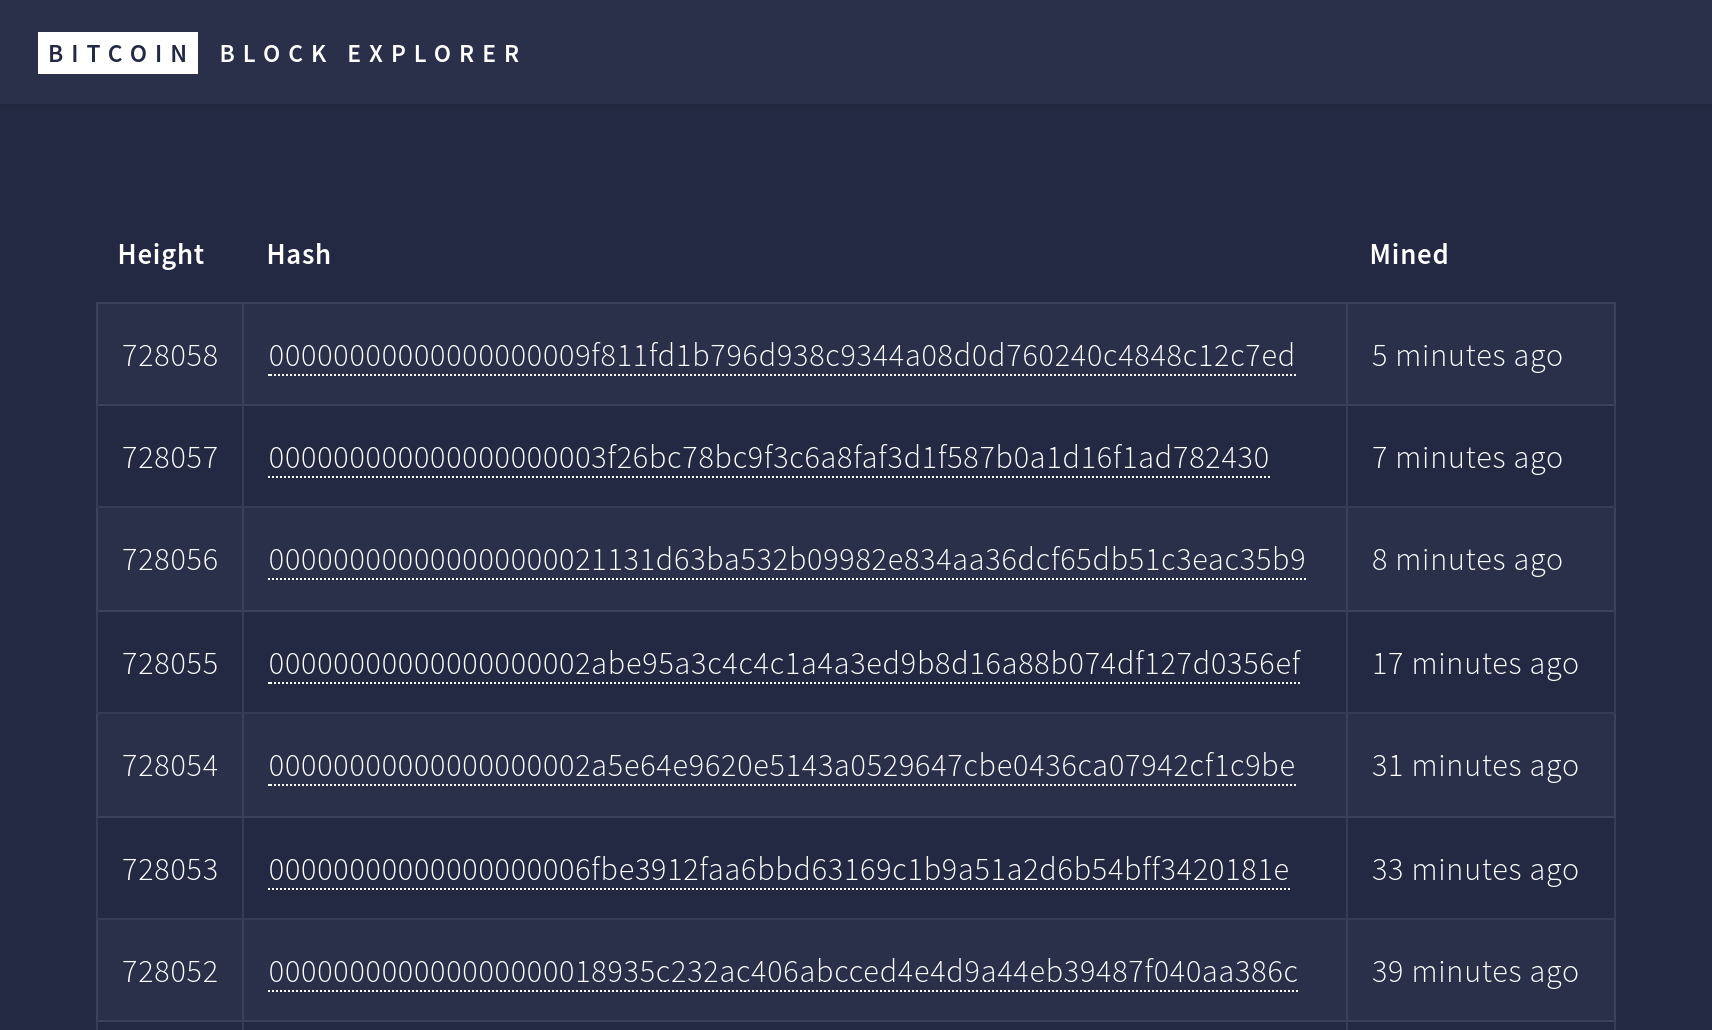 BITCOIN BLOCK EXPLORER
Height Hash Mined
728058 00000000000000000009f811fd1b796d938c9344a08d0d760240c4848c12c7ed 5 minutes ago
728057 000000000000000000003f26bc78bc9f3c6a8faf3d1f587b0a1d16f1ad782430 7 minutes ago
728056 000000000000000000021131d63ba532b09982e834aa36dcf65db51c3eac35b9 8 minutes ago
728055 00000000000000000002abe95a3c4c4c1a4a3ed9b8d16a88b074df127d0356ef 17 minutes ago
728054 00000000000000000002a5e64e9620e5143a0529647cbe0436ca07942cf1c9be 31 minutes ago
728053 00000000000000000006fbe3912faa6bbd63169c1b9a51a2d6b54bff3420181e 33 minutes ago
728052 000000000000000000018935c232ac406abcced4e4d9a44eb39487f040aa386c 39 minutes ago